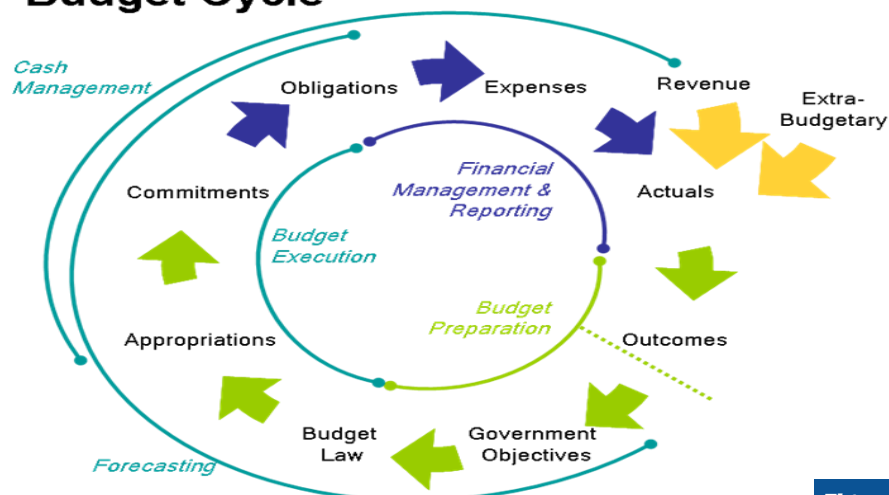 Budget Cycle
Cash
Management
Obligations
Expenses
Revenue
Extra-
Budgetary
Commitments
Financial
Management &
Reporting
Actuals
Budget
Execution
Budget
Preparation
Appropriations
Outcomes
Budget
Law
Government
Objectives
Forecasting